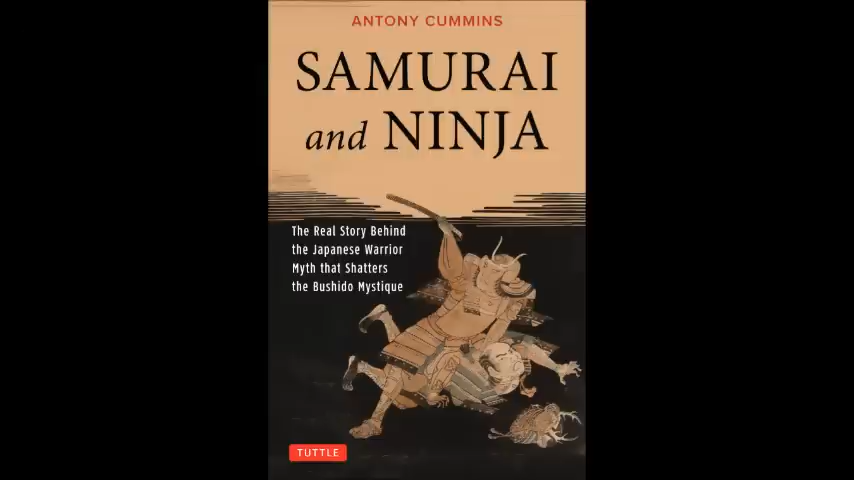 ANTONY CUMMINS
SAMURAI
and NINJA
The Real Story Behind
the Japanese Warrior
Myth that Shatters
the Bushido Mystique
TUTTLE